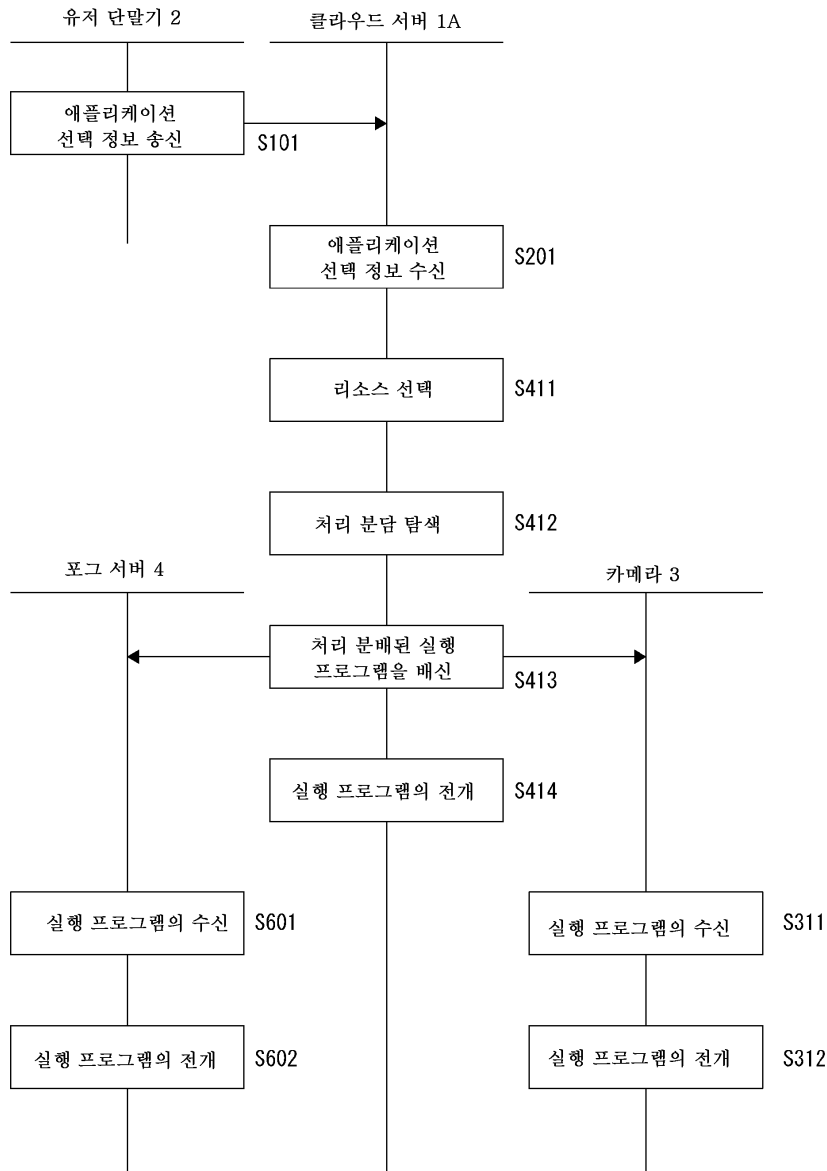 유저 단말기 2
클라우드 서버 1A
애플리케이션
선택 정보 송신
S101
애플리케이션
선택 정보 수신
S201
리소스 선택
S411
처리 분담 탐색
S412
포그 서버 4
카메라 3
처리 분배된 실행
프로그램을 배신
S413
실행 프로그램의 전개
S414
실행 프로그램의 수신
S601
실행 프로그램의 수신
S311
실행 프로그램의 전개
S602
실행 프로그램의 전개
S312